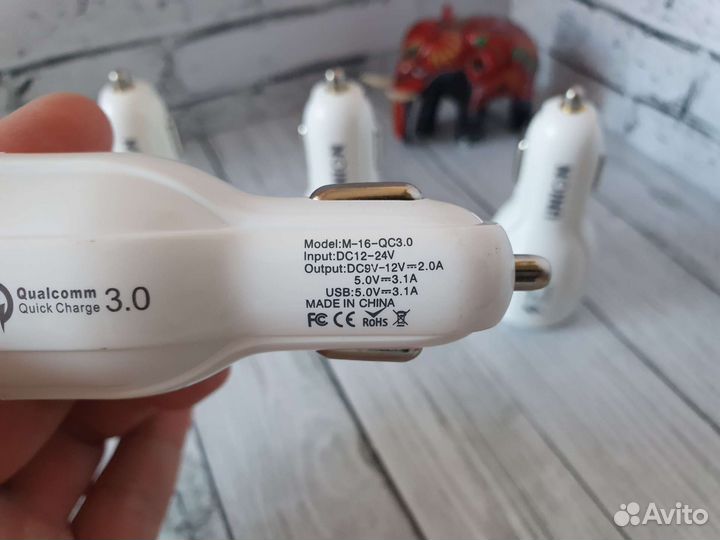 Model:M-16-QC3.0
Input:DC12-24V
Output:DC9V-12V⎓2.0A
5.0V⎓3.1A
USB:5.0V⎓3.1A
MADE IN CHINA
FC CE RoHS
Qualcomm
Quick Charge 3.0
Avito